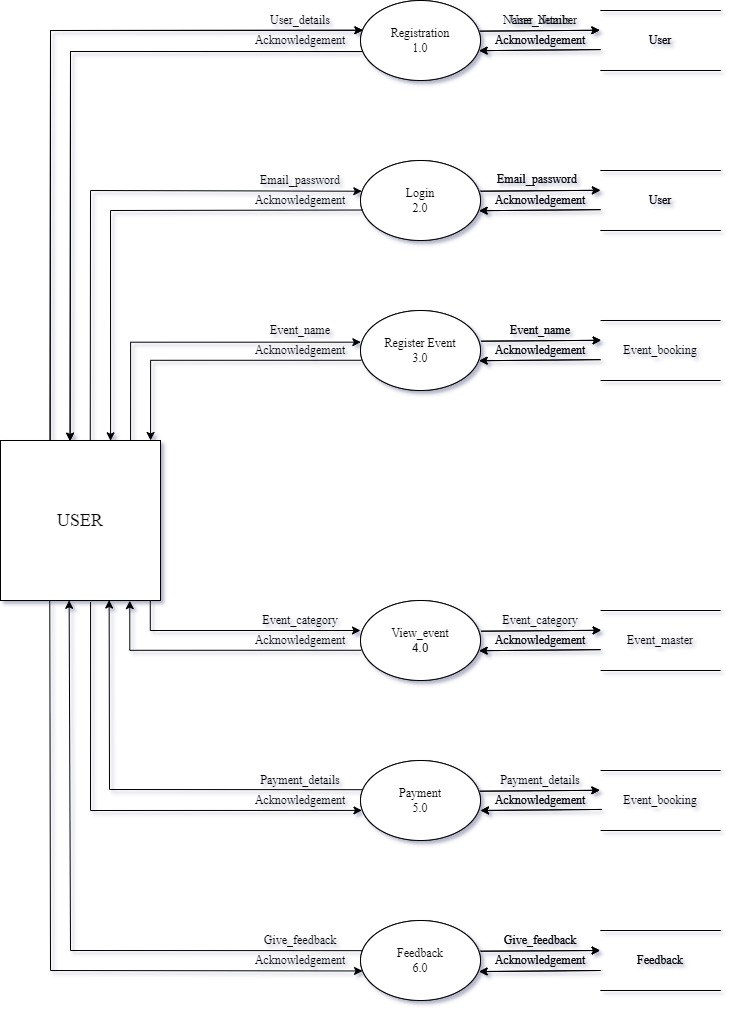 User_details
Acknowledgement
Registration
1.0
Acknowledgement
User
Email_password
Acknowledgement
Login
2.0
Email_password
Acknowledgement
User
Event_name
Acknowledgement
Register Event
3.0
Event_name
Acknowledgement
Event_booking
USER
Event_category
Acknowledgement
View_event
4.0
Event_category
Acknowledgement
Event_master
Payment_details
Acknowledgement
Payment
5.0
Payment_details
Acknowledgement
Event_booking
Give_feedback
Acknowledgement
Feedback
6.0
Give_feedback
Acknowledgement
Feedback